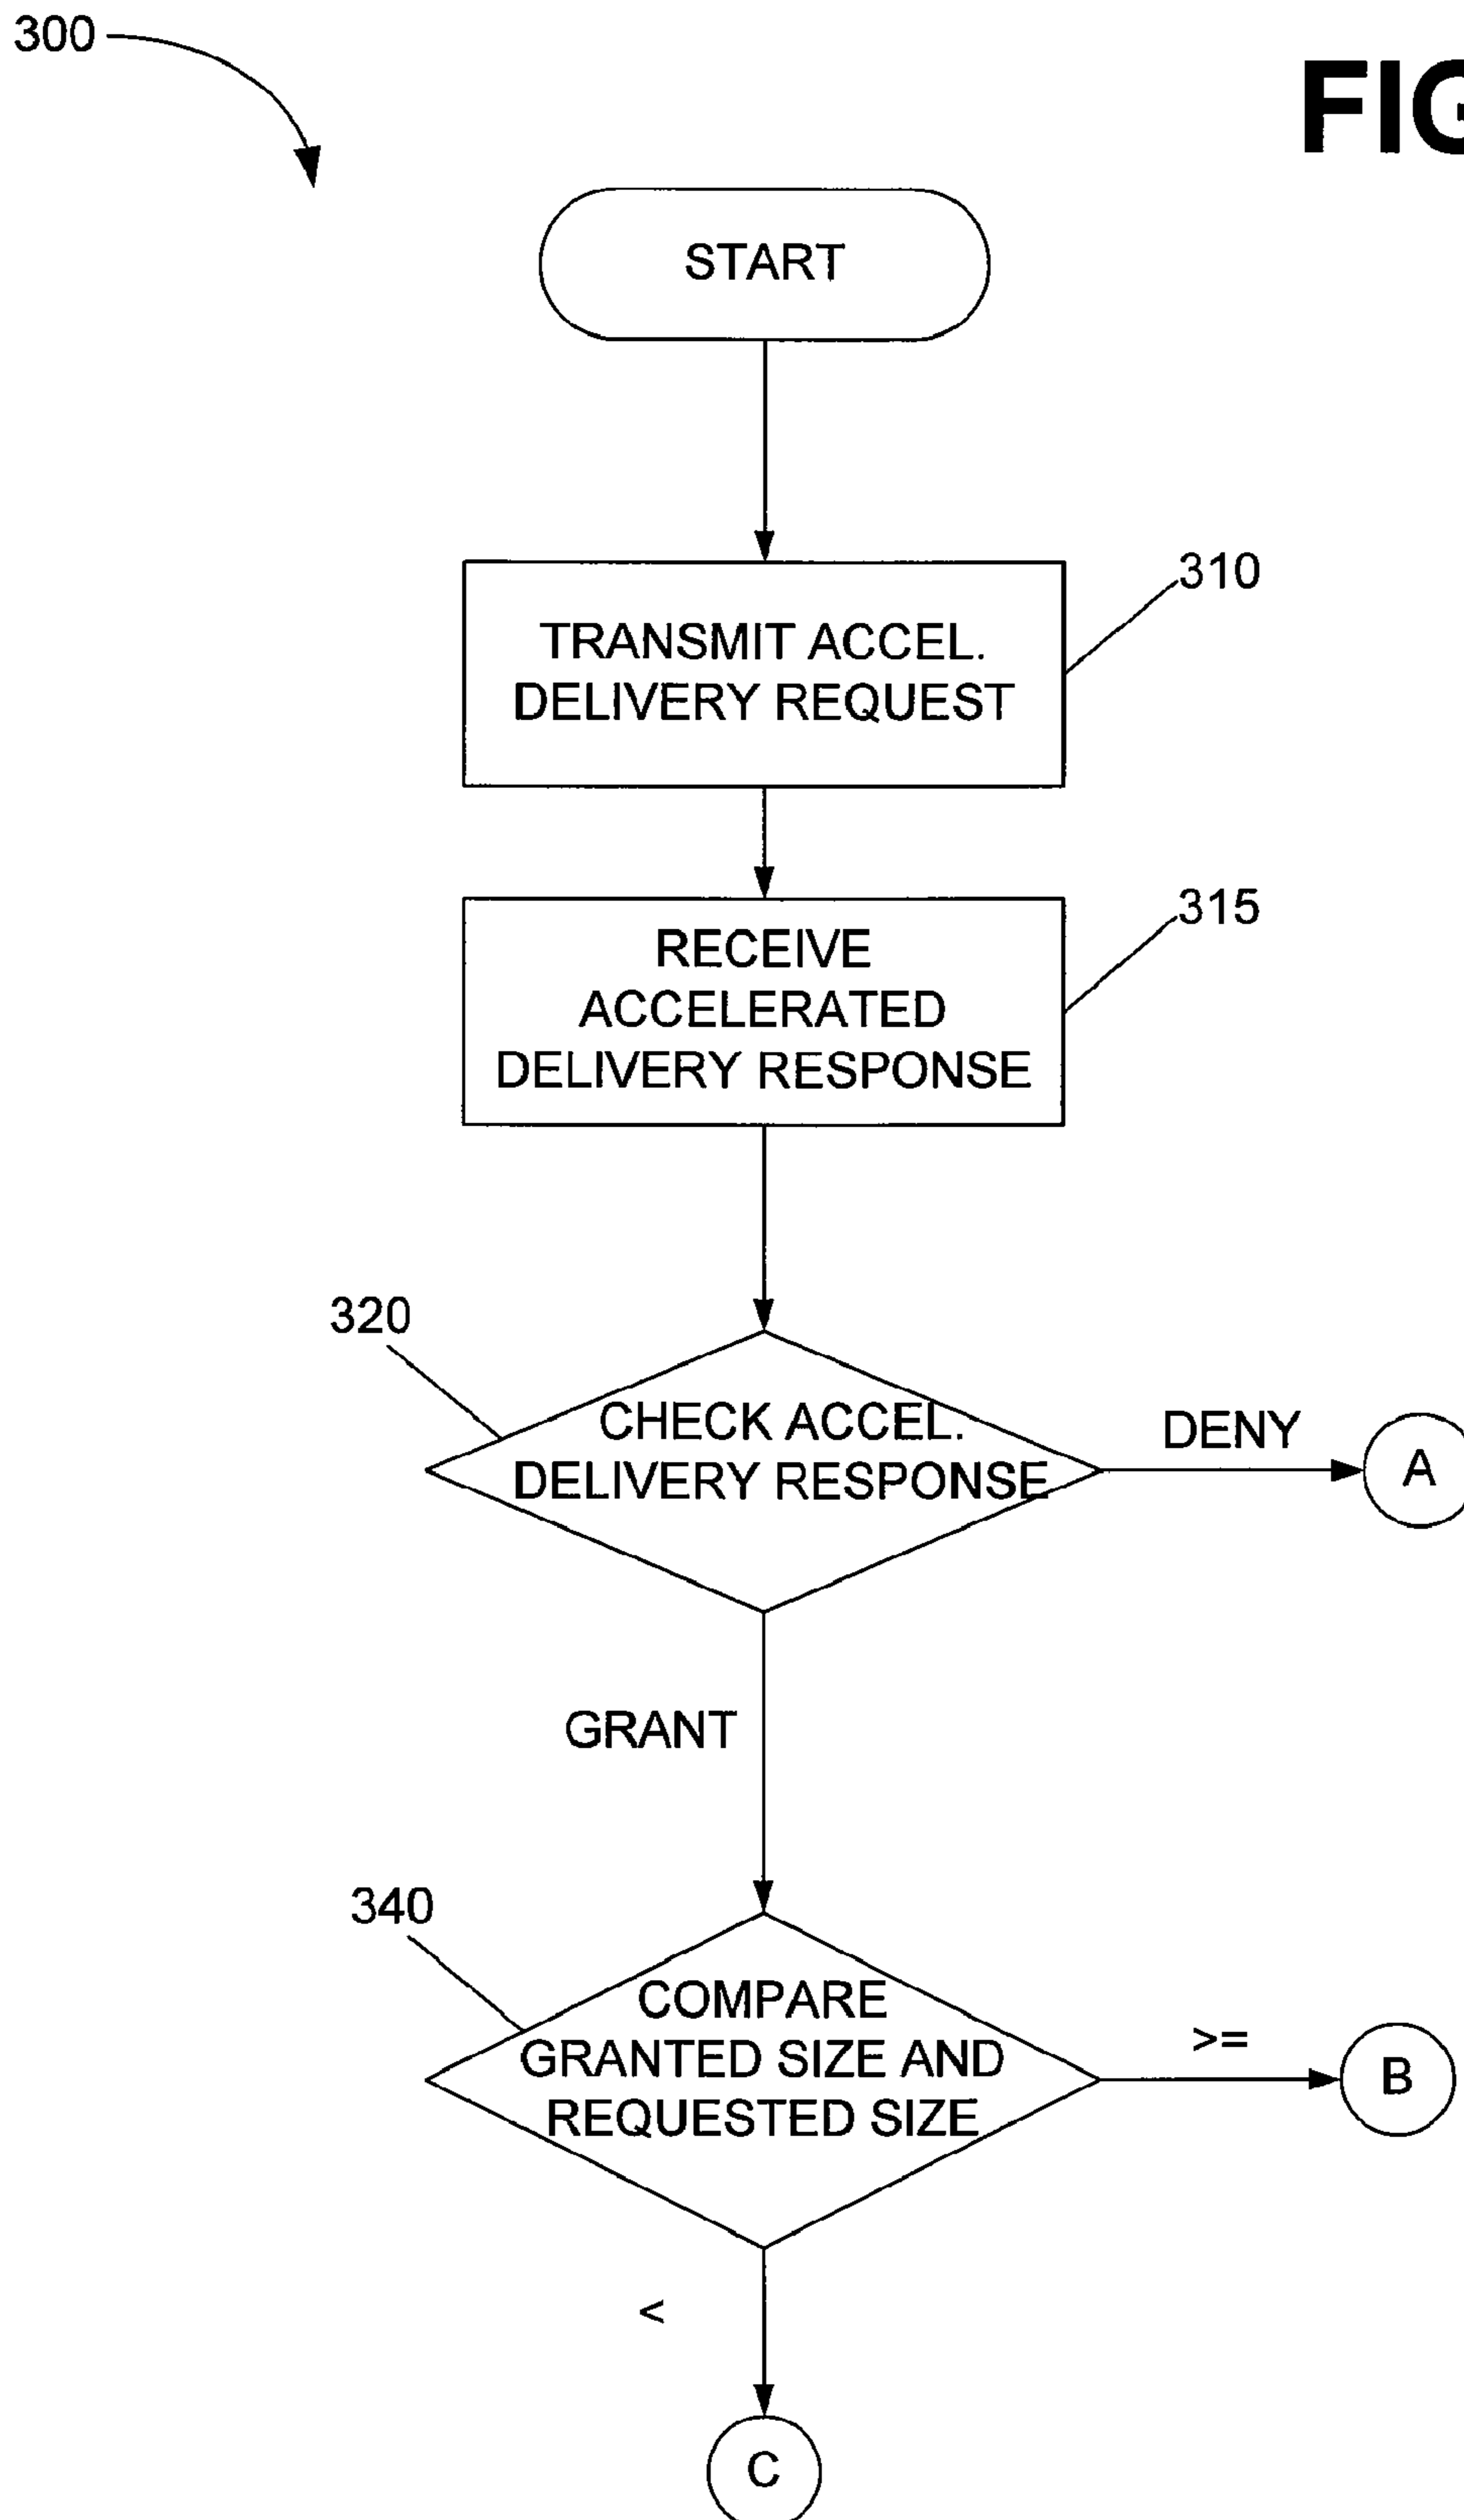 300
FIG
START
TRANSMIT ACCEL.
DELIVERY REQUEST
310
RECEIVE
ACCELERATED
DELIVERY RESPONSE
315
320
CHECK ACCEL.
DELIVERY RESPONSE
DENY
A
GRANT
340
COMPARE
GRANTED SIZE AND
REQUESTED SIZE
>=
B
<
C